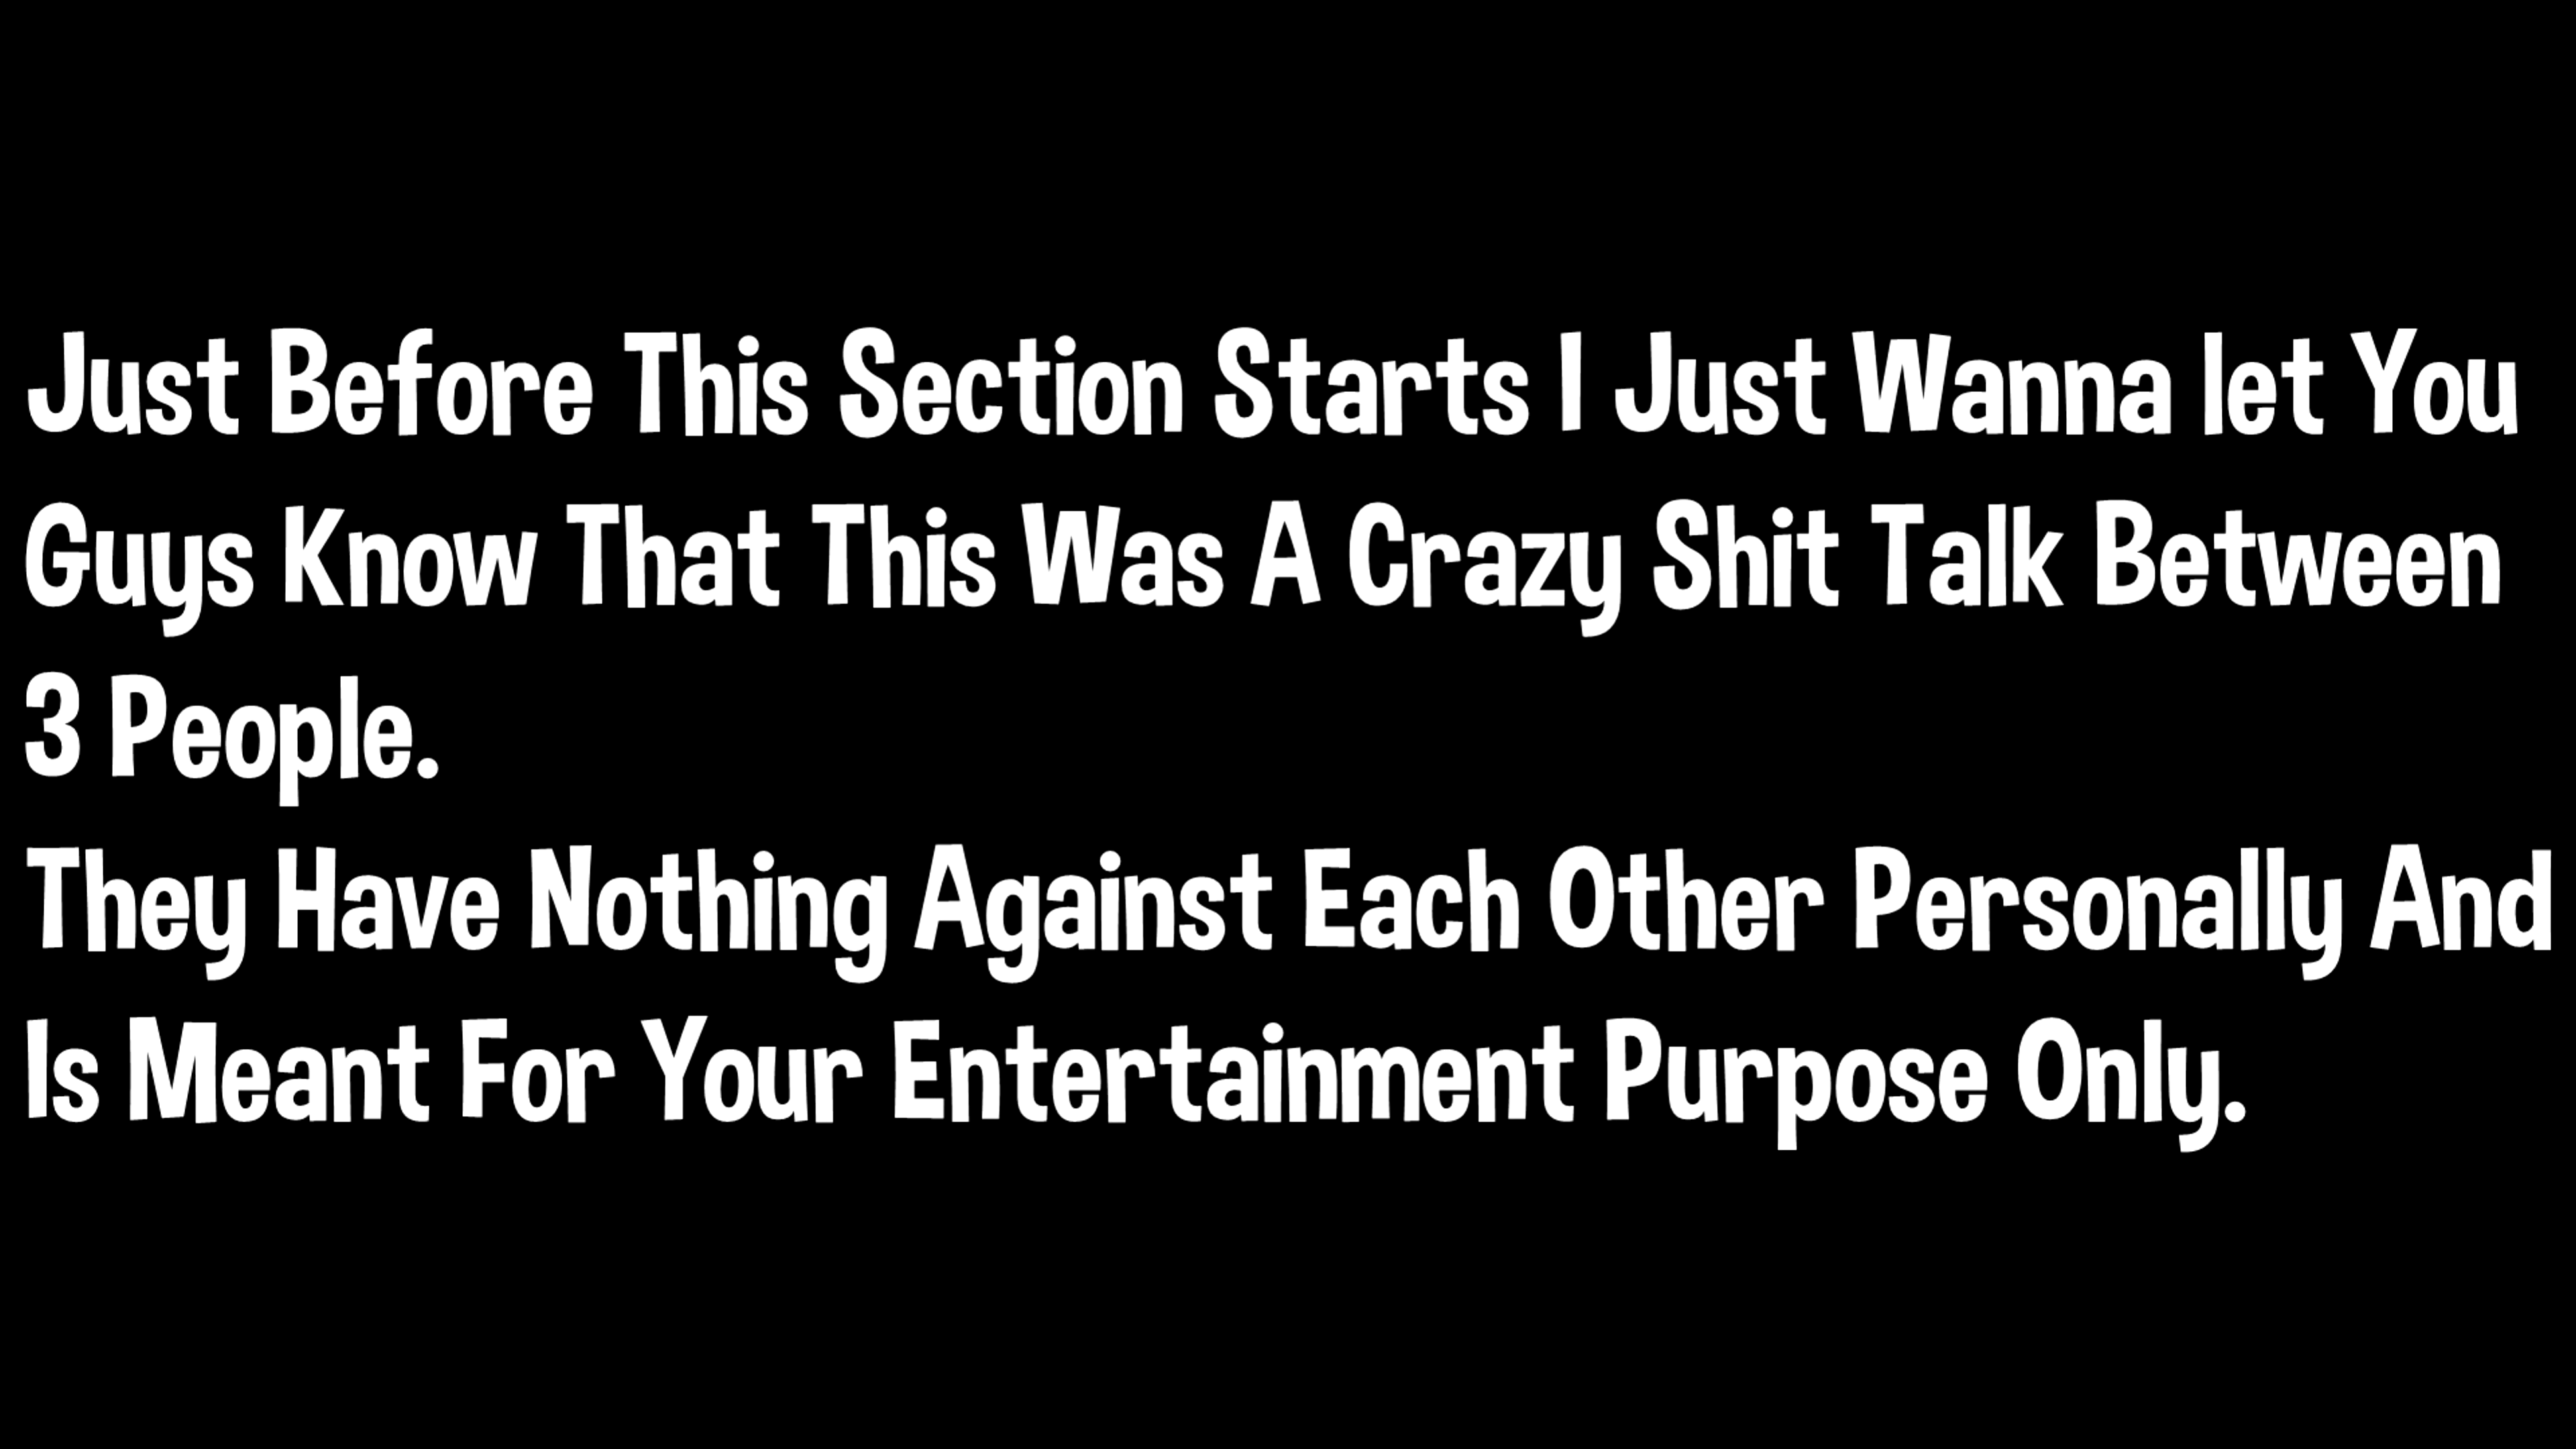 Just Before This Section Starts I Just Wanna let You
Guys Know That This Was A Crazy Shit Talk Between
3 People.
They Have Nothing Against Each Other Personally And
Is Meant For Your Entertainment Purpose Only.